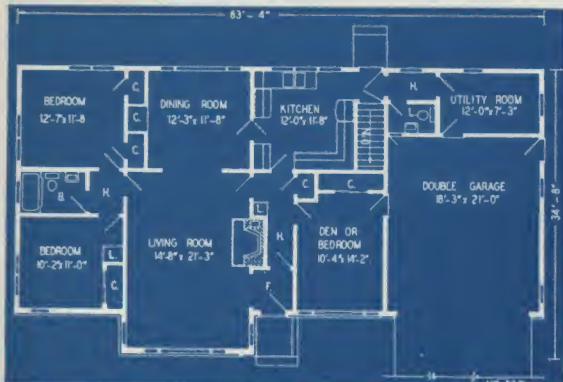 63'-4"
BEDROOM
12'-7"x 11'-8
C.
C.
C.
DINING ROOM
12'-3"x 11'-8"
KITCHEN
12'-0"x 11'-8"
H.
L.
UTILITY ROOM
12'-0"x 7'-3"
B.
H.
BEDROOM
10'-2"x 11'-0"
L.
C.
LIVING ROOM
14'-8" x 21'-3"
L.
H.
F.
C.
C.
DEN OR
BEDROOM
10'-4"x 14'-2"
DOUBLE GARAGE
18'-3" x 21'-0"
34'-8"